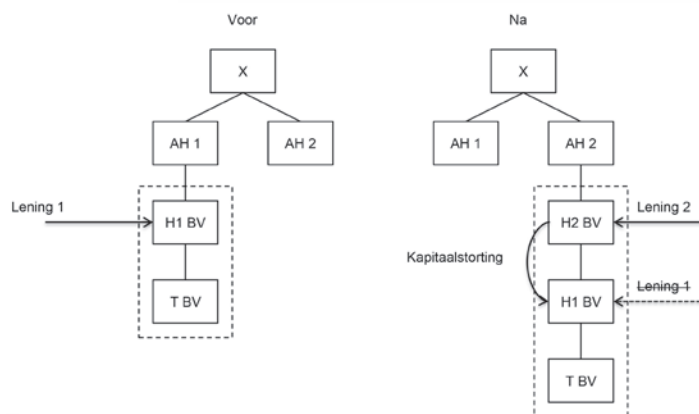 Voor
X
AH 1
AH 2
Lening 1
H1 BV
T BV
Na
X
AH 1
AH 2
H2 BV
Lening 2
Kapitaalstorting
H1 BV
Lening 1
T BV